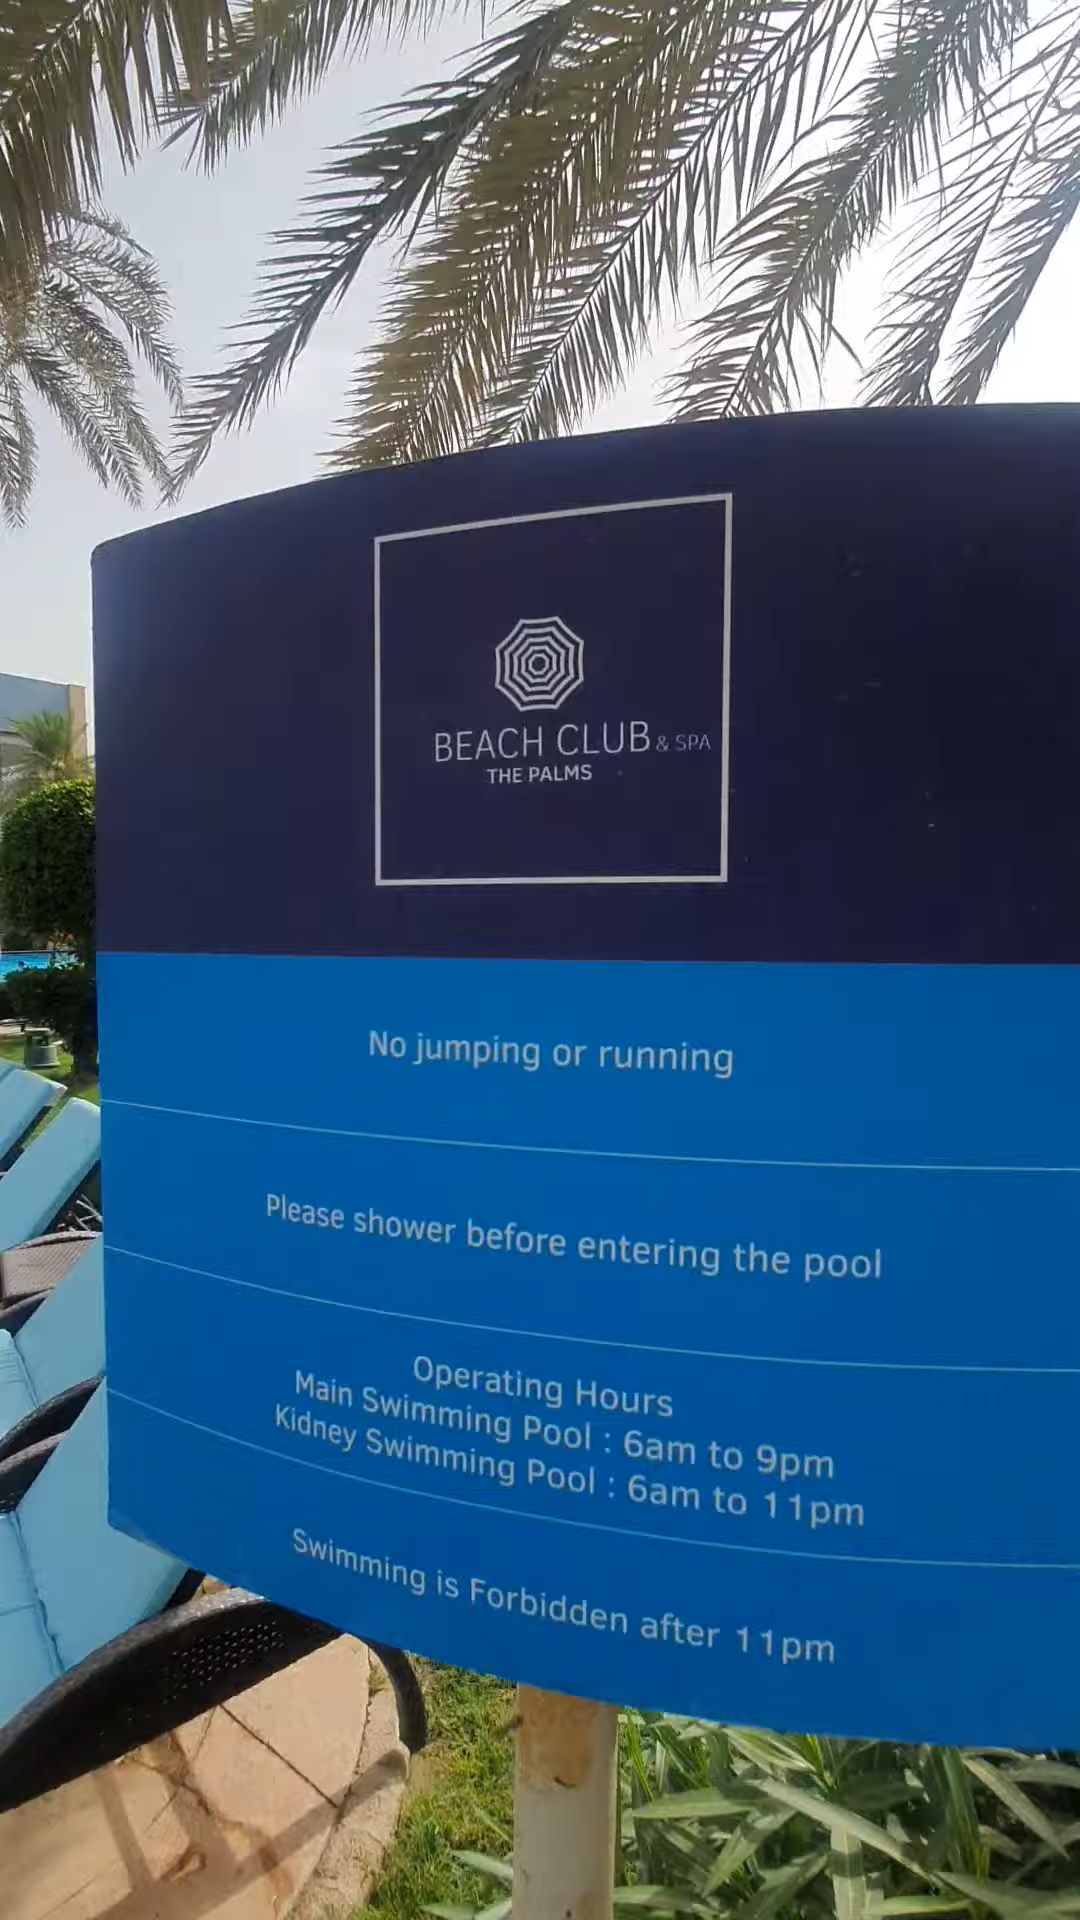 BEACH CLUB & SPA
THE PALMS
No jumping or running
Please shower before entering the pool
Operating Hours
Main Swimming Pool : 6am to 9pm
Kidney Swimming Pool : 6am to 11pm
Swimming is Forbidden after 11pm